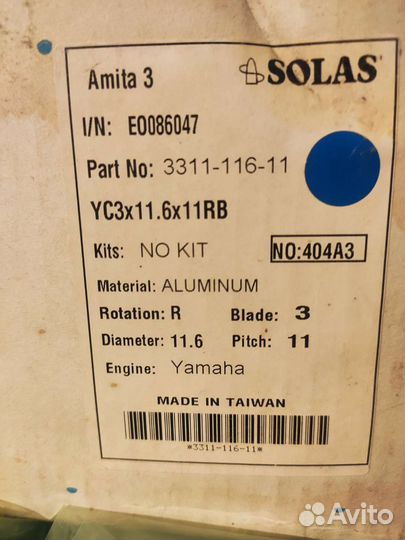 Amita 3 SOLAS
I/N: E0086047
Part No: 3311-116-11
YC3x11.6x11RB
Kits: NO KIT NO:404A3
Material: ALUMINUM
Rotation: R Blade: 3
Diameter: 11.6 Pitch: 11
Engine: Yamaha
MADE IN TAIWAN
*3311-116-11*
Avito